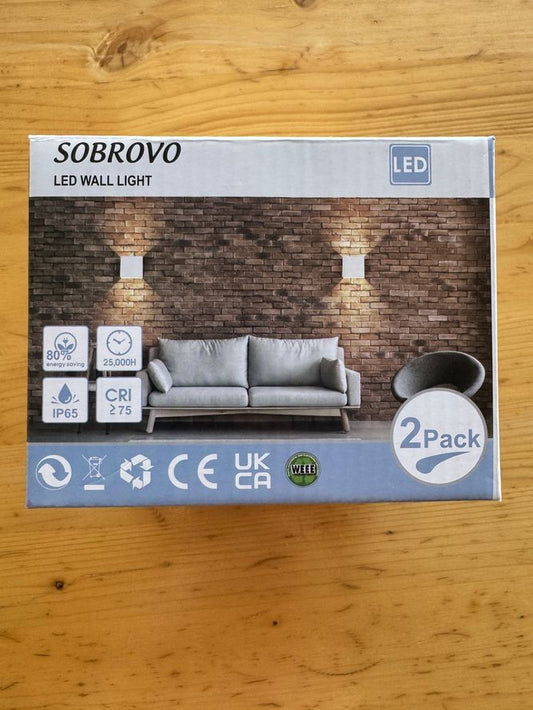 SOBROVO
LED WALL LIGHT
LED
80%
energy saving
25,000H
IP65
CRI
≥75
2Pack
CE
UK
CA
WEEE